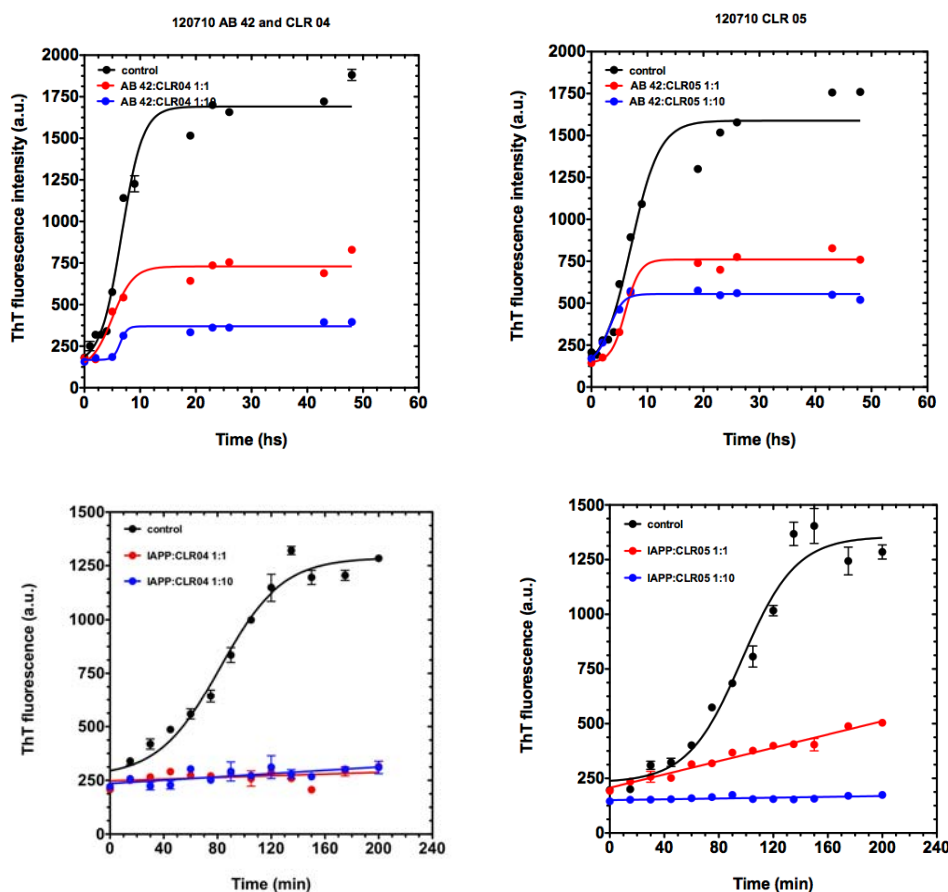 120710 AB 42 and CLR 04
2000
1750
1500
1250
1000
750
500
250
0
ThT fluorescence intensity (a.u.)
control
AB 42:CLR04 1:1
AB 42:CLR04 1:10
0 10 20 30 40 50 60
Time (hs)
120710 CLR 05
2000
1750
1500
1250
1000
750
500
250
0
ThT fluorescence intensity (a.u.)
control
AB 42:CLR05 1:1
AB 42:CLR05 1:10
0 10 20 30 40 50 60
Time (hs)
1500
1250
1000
750
500
250
0
ThT fluorescence (a.u.)
control
IAPP:CLR04 1:1
IAPP:CLR04 1:10
0 40 80 120 160 200 240
Time (min)
1500
1250
1000
750
500
250
0
ThT fluorescence (a.u.)
control
IAPP:CLR05 1:1
IAPP:CLR05 1:10
0 40 80 120 160 200 240
Time (min)